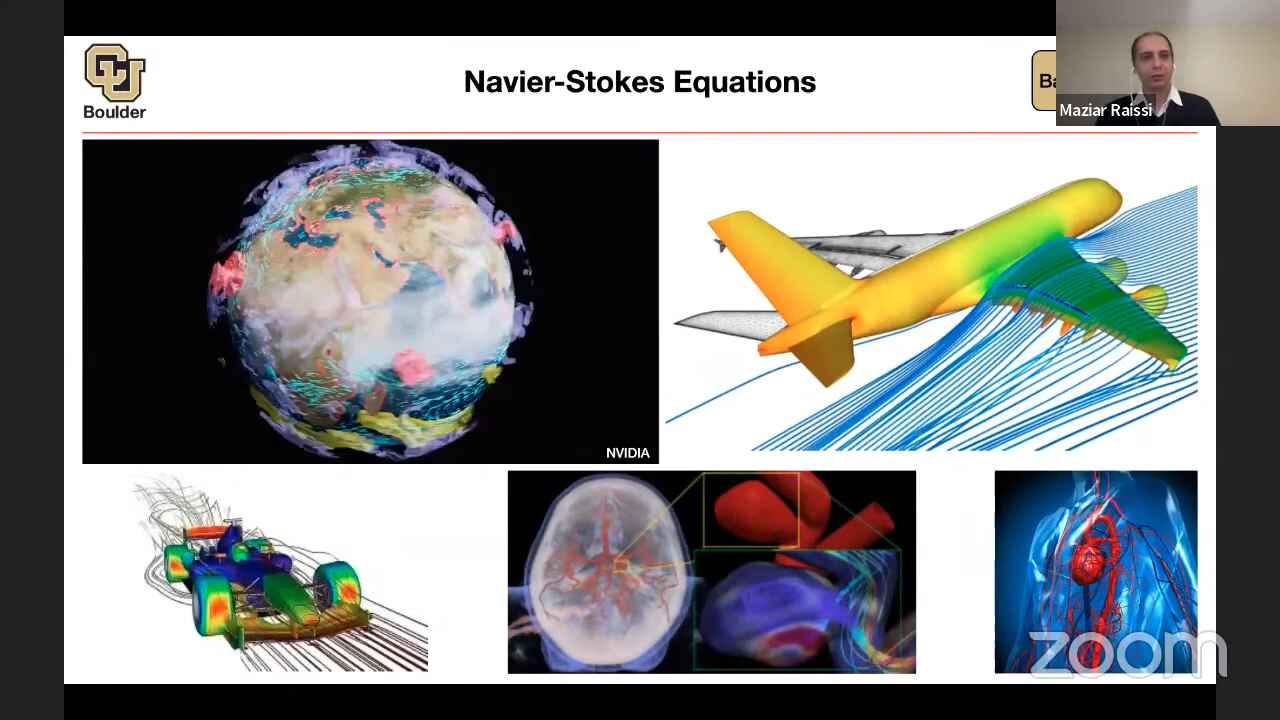 CU
Boulder
Navier-Stokes Equations
Ba
Maziar Raissi
NVIDIA
zoom